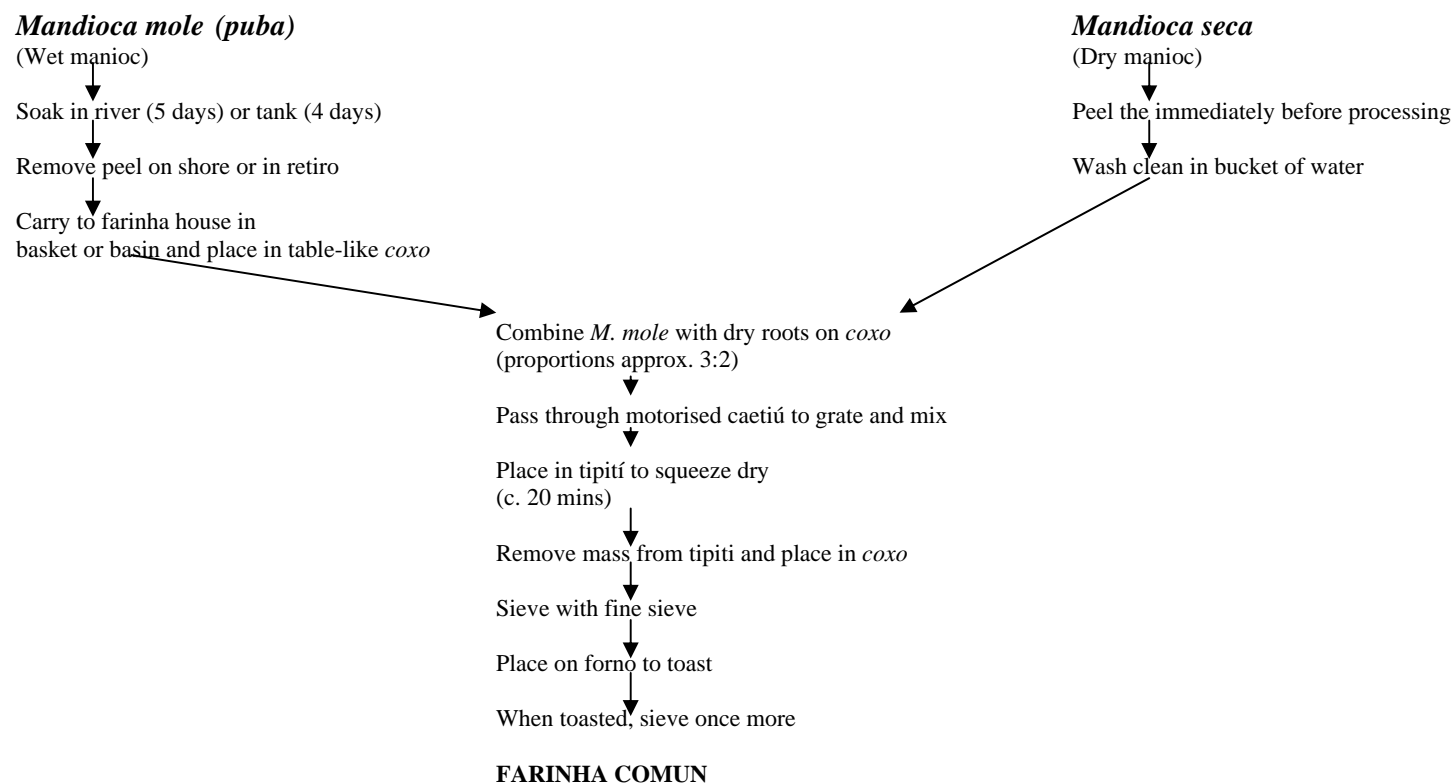 Mandioca mole (puba)
(Wet manioc)
Soak in river (5 days) or tank (4 days)
Remove peel on shore or in retiro
Carry to farinha house in
basket or basin and place in table-like coxo
Mandioca seca
(Dry manioc)
Peel the immediately before processing
Wash clean in bucket of water
Combine M. mole with dry roots on coxo
(proportions approx. 3:2)
Pass through motorised caetiú to grate and mix
Place in tipití to squeeze dry
(c. 20 mins)
Remove mass from tipiti and place in coxo
Sieve with fine sieve
Place on forno to toast
When toasted, sieve once more
FARINHA COMUN